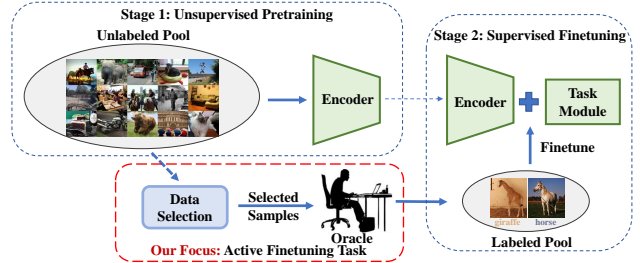 Stage 1: Unsupervised Pretraining
Unlabeled Pool
Encoder
Stage 2: Supervised Finetuning
Encoder
Task
Module
Finetune
giraffe horse
Labeled Pool
Data
Selection
Selected
Samples
Oracle
Our Focus: Active Finetuning Task